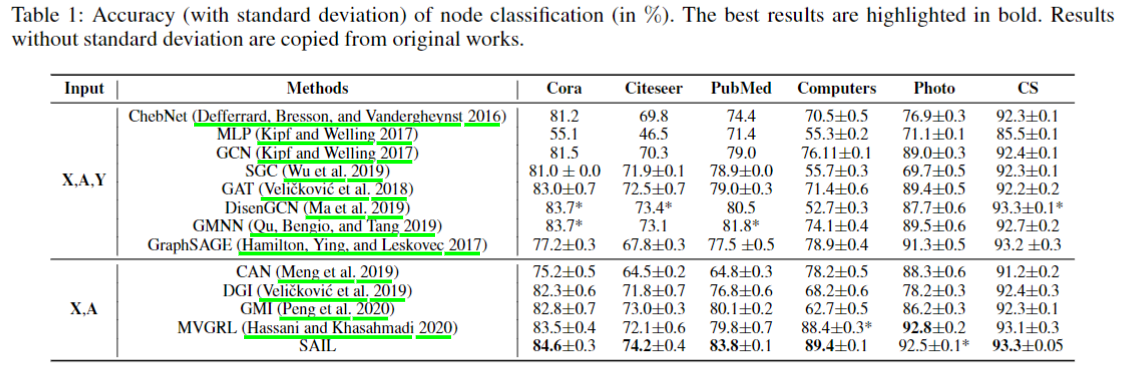 Table 1: Accuracy (with standard deviation) of node classification (in %). The best results are highlighted in bold. Results
without standard deviation are copied from original works.
Input Methods Cora Citeseer PubMed Computers Photo CS
ChebNet (Defferrard, Bresson, and Vandergheynst 2016) 81.2 69.8 74.4 70.5±0.5 76.9±0.3 92.3±0.1
MLP (Kipf and Welling 2017) 55.1 46.5 71.4 55.3±0.2 71.1±0.1 85.5±0.1
GCN (Kipf and Welling 2017) 81.5 70.3 79.0 76.11±0.1 89.0±0.3 92.4±0.1
SGC (Wu et al. 2019) 81.0 ± 0.0 71.9±0.1 78.9±0.0 55.7±0.3 69.7±0.5 92.3±0.1
X,A,Y GAT (Veličković et al. 2018) 83.0±0.7 72.5±0.7 79.0±0.3 71.4±0.6 89.4±0.5 92.2±0.2
DisenGCN (Ma et al. 2019) 83.7* 73.4* 80.5 52.7±0.3 87.7±0.6 93.3±0.1*
GMNN (Qu, Bengio, and Tang 2019) 83.7* 73.1 81.8* 74.1±0.4 89.5±0.6 92.7±0.2
GraphSAGE (Hamilton, Ying, and Leskovec 2017) 77.2±0.3 67.8±0.3 77.5 ±0.5 78.9±0.4 91.3±0.5 93.2 ±0.3
CAN (Meng et al. 2019) 75.2±0.5 64.5±0.2 64.8±0.3 78.2±0.5 88.3±0.6 91.2±0.2
DGI (Veličković et al. 2019) 82.3±0.6 71.8±0.7 76.8±0.6 68.2±0.6 78.2±0.3 92.4±0.3
X,A GMI (Peng et al. 2020) 82.8±0.7 73.0±0.3 80.1±0.2 62.7±0.5 86.2±0.3 92.3±0.1
MVGRL (Hassani and Khasahmadi 2020) 83.5±0.4 72.1±0.6 79.8±0.7 88.4±0.3* 92.8±0.2 93.1±0.3
SAIL 84.6±0.3 74.2±0.4 83.8±0.1 89.4±0.1 92.5±0.1* 93.3±0.05